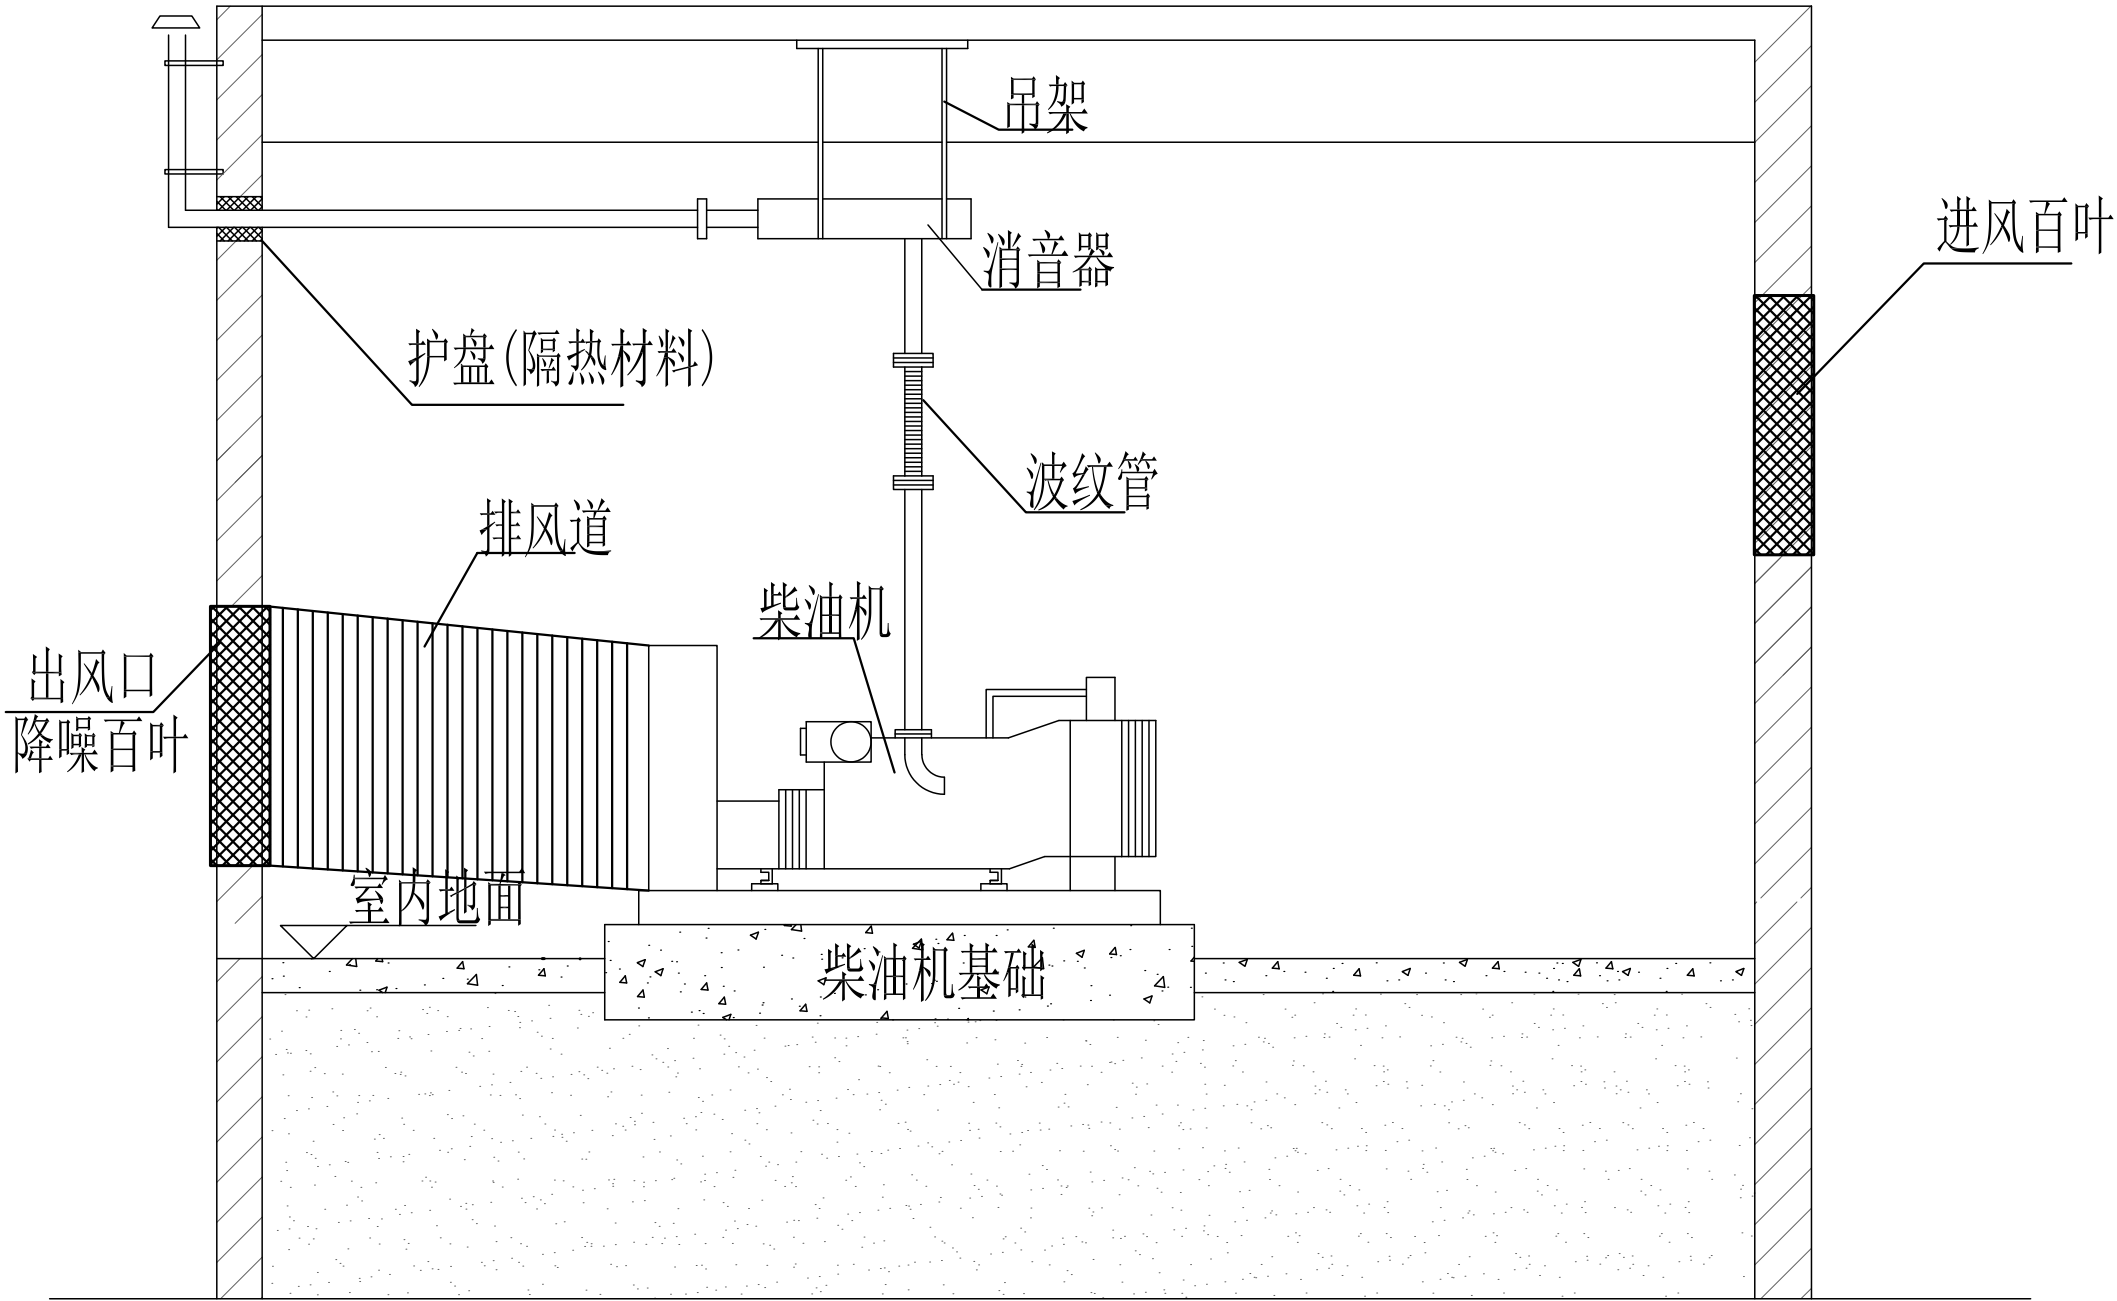 吊架
进风百叶
消音器
护盘(隔热材料)
波纹管
排风道
柴油机
出风口
降噪百叶
室内地面
柴油机基础